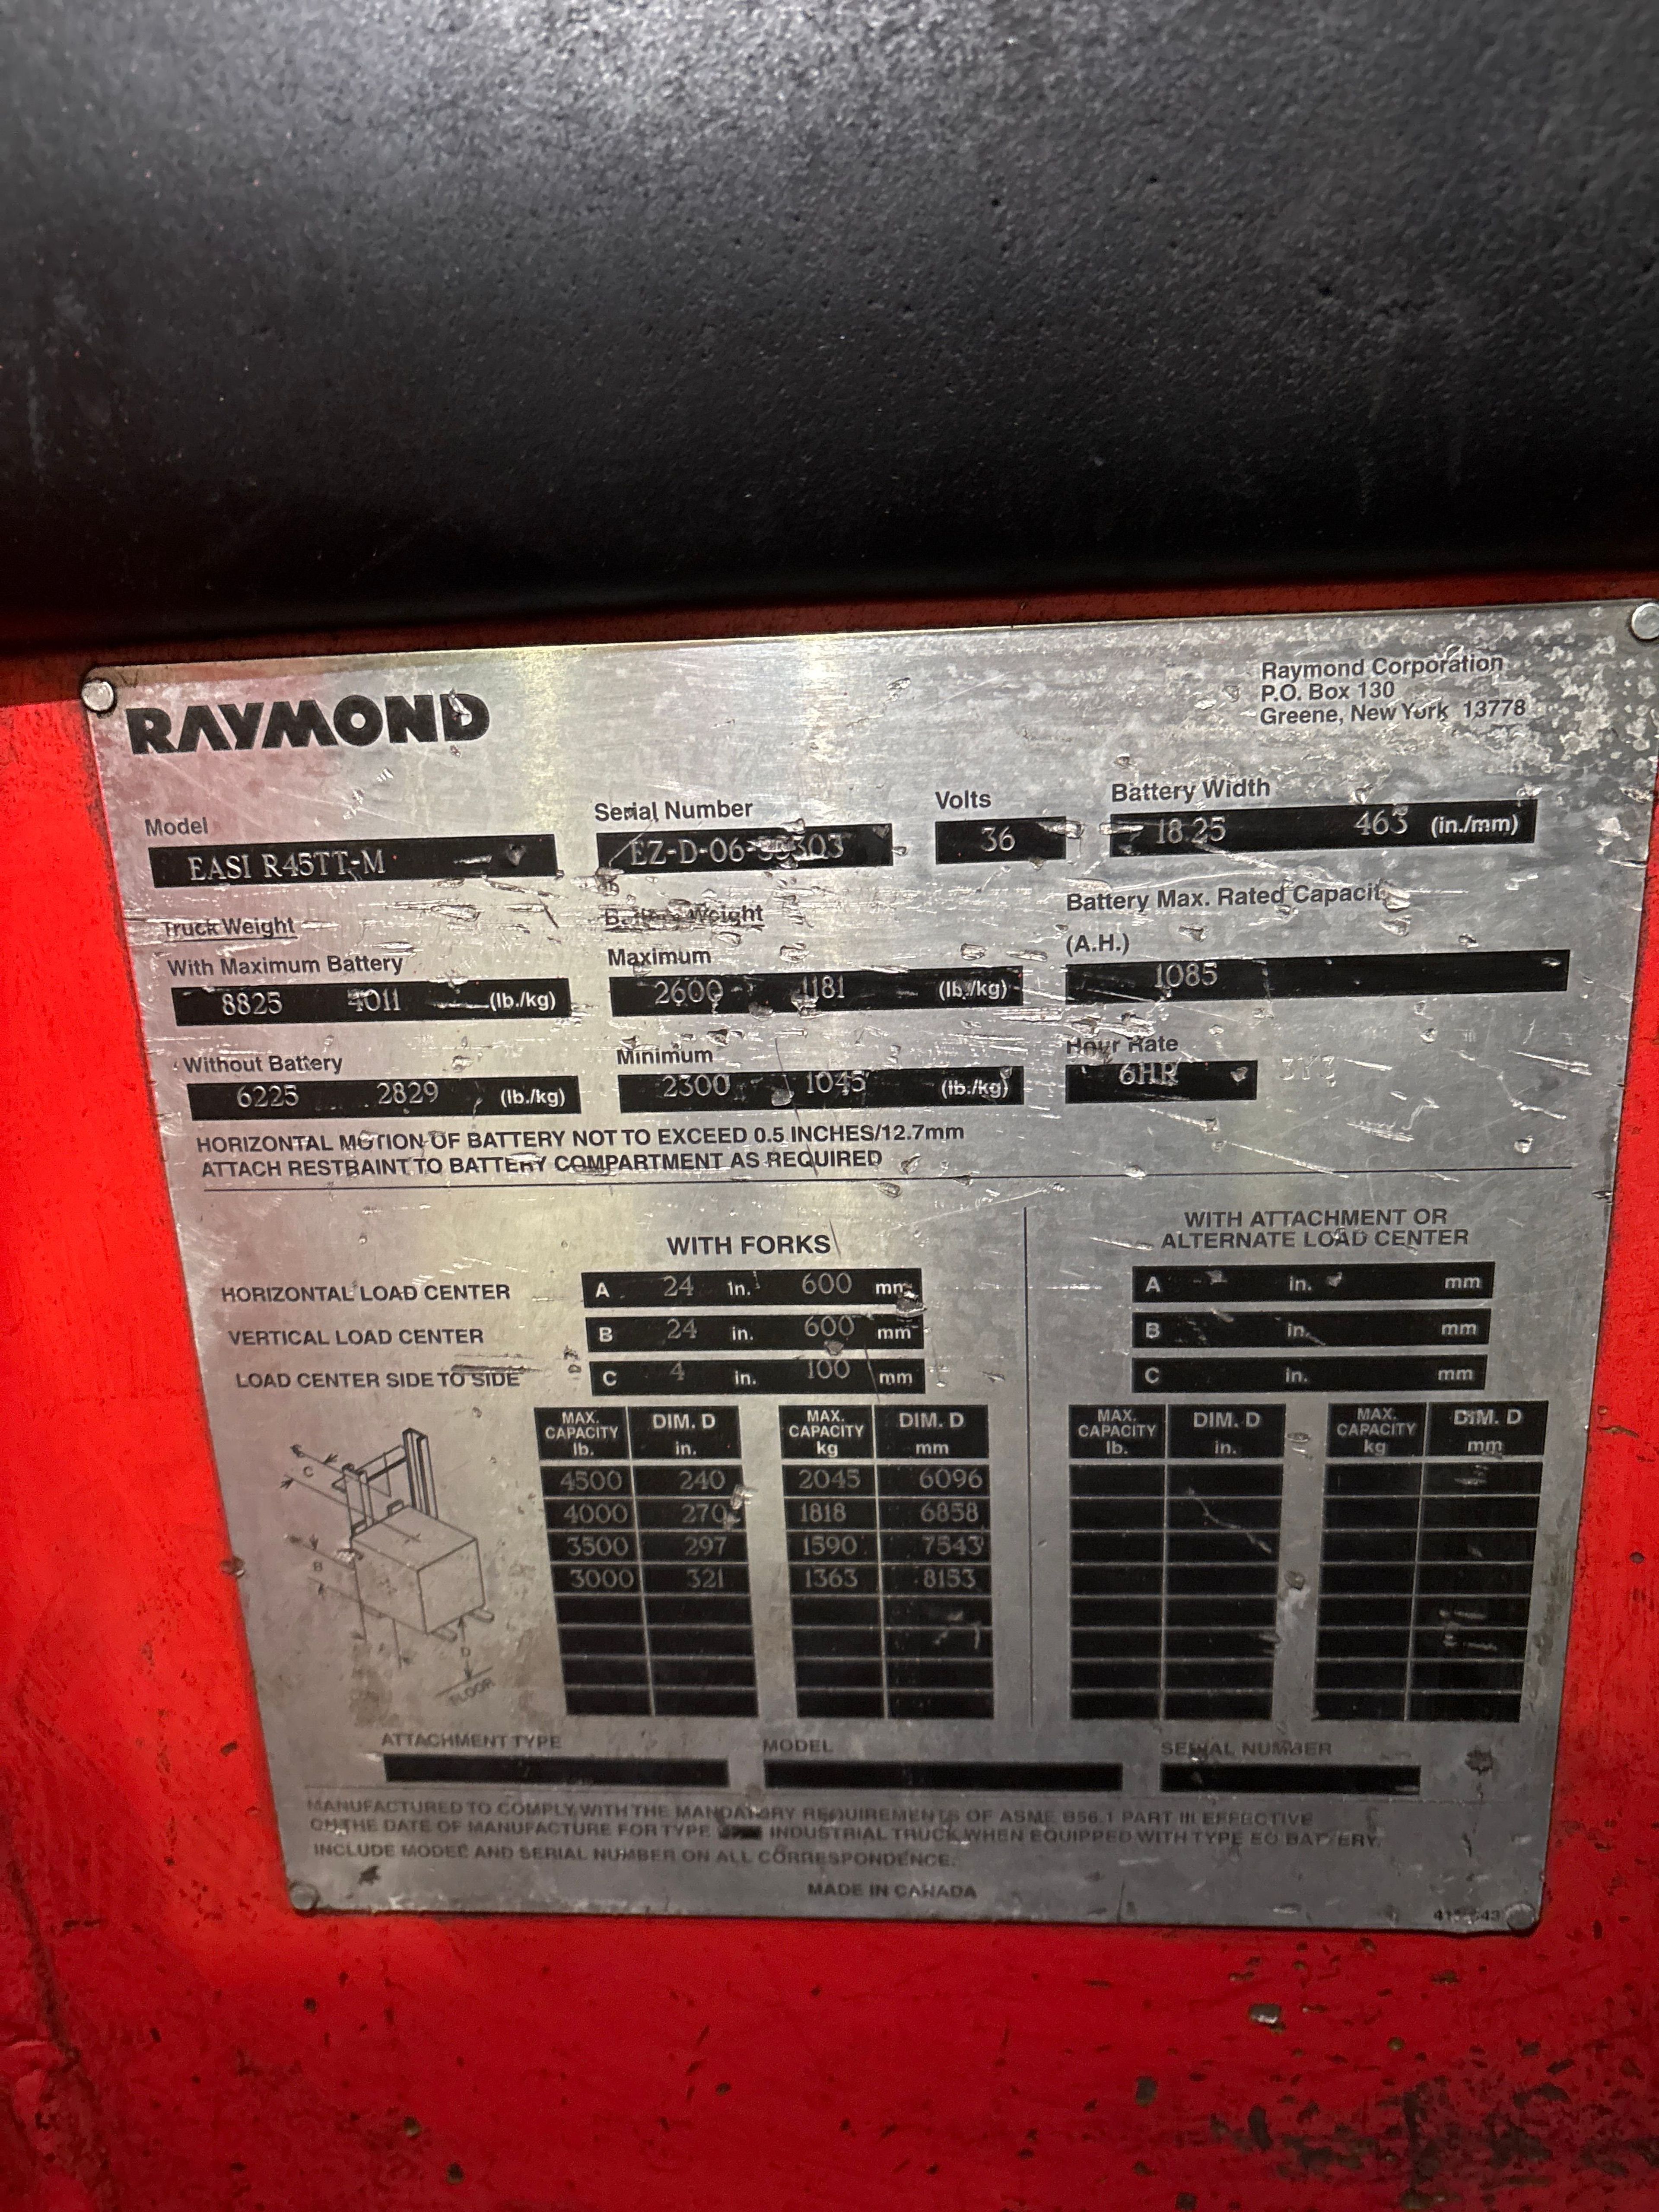 RAYMOND
Raymond Corporation
P.O. Box 130
Greene, New York 13778
Model
EASI R45TT-M
Serial Number
Volts
36
Battery Width
18.25 463 (in./mm)
Truck Weight
With Maximum Battery
8825 4011 (lb./kg)
Without Battery
6225 2829 (lb./kg)
Weight
Maximum
2600 1181 (lb./kg)
Minimum
2300 1045 (lb./kg)
Battery Max. Rated
(A.H.)
1085
Hour Rate
6HR
HORIZONTAL MOTION OF BATTERY NOT TO EXCEED 0.5 INCHES/12.7mm
ATTACH RESTRAINT TO BATTERY COMPARTMENT AS REQUIRED
WITH FORKS
HORIZONTAL LOAD CENTER A 24 in. 600 mm
VERTICAL LOAD CENTER B 24 in. 600 mm
LOAD CENTER SIDE TO SIDE C 4 in. 100 mm
MAX. CAPACITY lb. DIM. D in. MAX. CAPACITY kg DIM. D mm
4500 240 2045 6096
4000 270 1818 6858
3500 297 1590 7543
3000 321 1363 8153
C
B
D
FLOOR
WITH ATTACHMENT OR
ALTERNATE LOAD CENTER
A in. mm
B in. mm
C in. mm
MAX. CAPACITY lb. DIM. D in. MAX. CAPACITY kg DIM. D mm
ATTACHMENT TYPE
MODEL
SERIAL NUMBER
MANUFACTURED TO COMPLY WITH THE MANDATORY REQUIREMENTS OF ASME B56.1 PART III EFFECTIVE
ON THE DATE OF MANUFACTURE FOR TYPE INDUSTRIAL TRUCK WHEN EQUIPPED WITH TYPE EO BATTERY.
INCLUDE MODEL AND SERIAL NUMBER ON ALL CORRESPONDENCE.
MADE IN CANADA